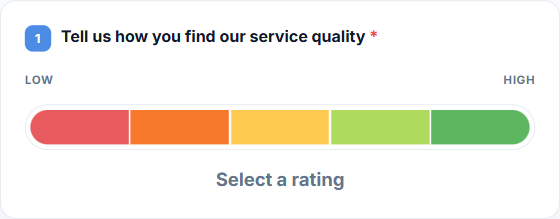 1 Tell us how you find our service quality *
LOW HIGH
Select a rating